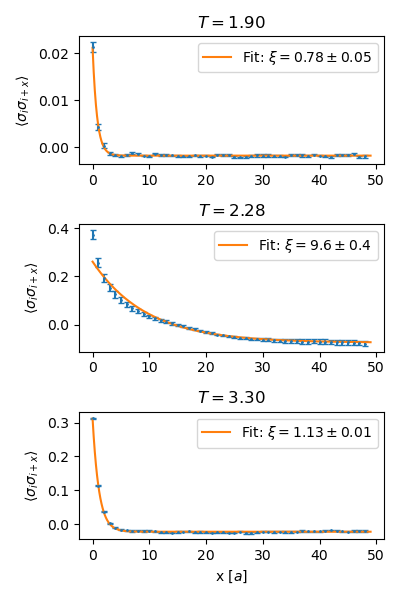 T = 1.90
⟨σᵢσᵢ₊ₓ⟩
0.02
0.01
0.00
Fit: ξ = 0.78 ± 0.05
0 10 20 30 40 50
T = 2.28
⟨σᵢσᵢ₊ₓ⟩
0.4
0.2
0.0
Fit: ξ = 9.6 ± 0.4
0 10 20 30 40 50
T = 3.30
⟨σᵢσᵢ₊ₓ⟩
0.3
0.2
0.1
0.0
Fit: ξ = 1.13 ± 0.01
0 10 20 30 40 50
x [a]